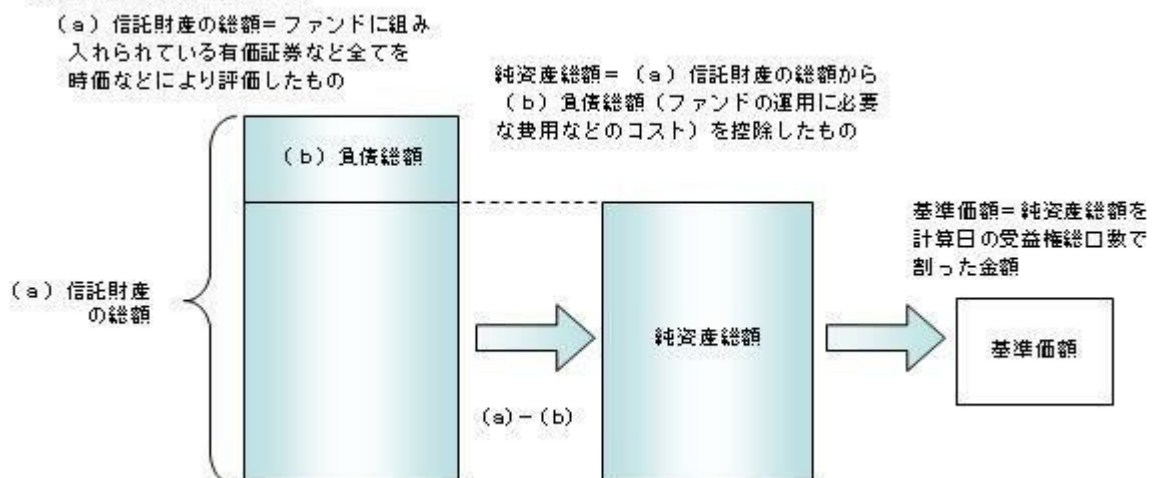 （a）信託財産の総額＝ファンドに組み
入れられている有価証券など全てを
時価などにより評価したもの
純資産総額＝（a）信託財産の総額から
（b）負債総額（ファンドの運用に必要
な費用などのコスト）を控除したもの
（b）負債総額
基準価額＝純資産総額を
計算日の受益権総口数で
割った金額
（a）信託財産
の総額
純資産総額
基準価額
（a）−（b）